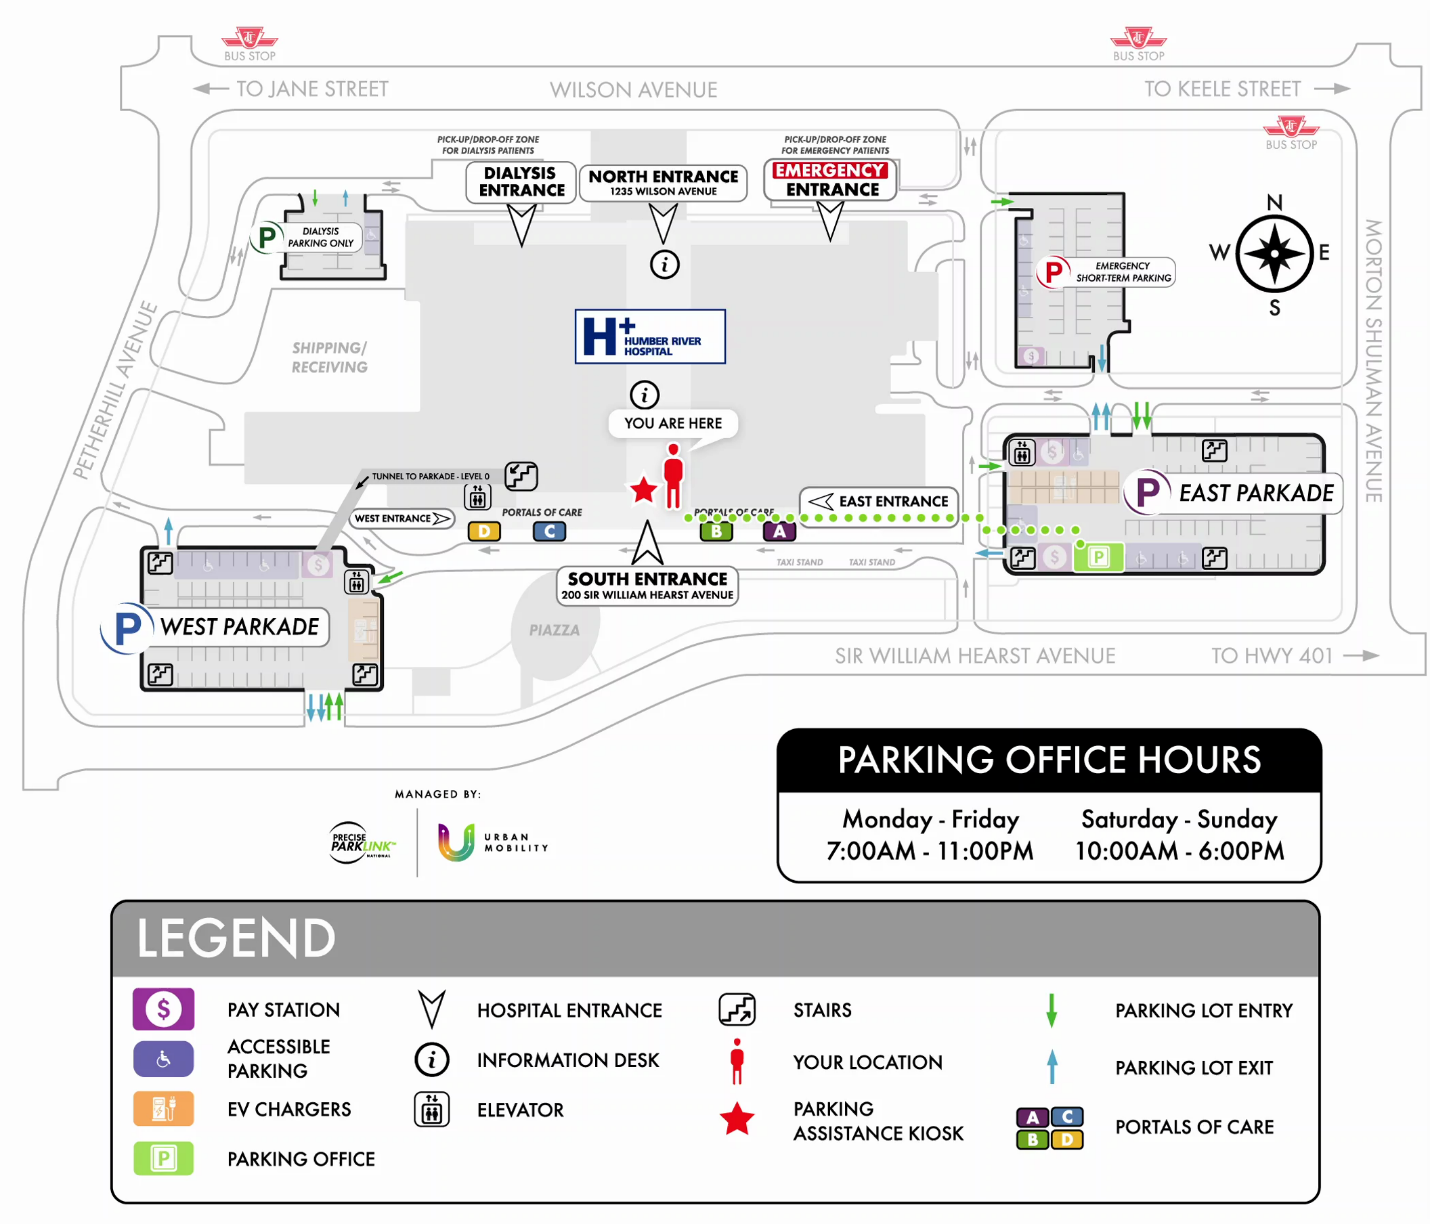 BUS STOP
BUS STOP
TO JANE STREET
WILSON AVENUE
TO KEELE STREET
BUS STOP
PICK-UP/DROP-OFF ZONE
FOR DIALYSIS PATIENTS
PICK-UP/DROP-OFF ZONE
FOR EMERGENCY PATIENTS
DIALYSIS
ENTRANCE
NORTH ENTRANCE
1235 WILSON AVENUE
EMERGENCY
ENTRANCE
P
DIALYSIS
PARKING ONLY
i
P
EMERGENCY
SHORT-TERM PARKING
N
W
E
S
MORTON SHULMAN AVENUE
PETHERHILL AVENUE
SHIPPING/
RECEIVING
H+
HUMBER RIVER
HOSPITAL
$
i
YOU ARE HERE
TUNNEL TO PARKADE - LEVEL 0
$
P
EAST PARKADE
EAST ENTRANCE
WEST ENTRANCE
PORTALS OF CARE
D
C
PORTALS OF CARE
B
A
$
P
TAXI STAND
TAXI STAND
$
SOUTH ENTRANCE
200 SIR WILLIAM HEARST AVENUE
P
WEST PARKADE
PIAZZA
SIR WILLIAM HEARST AVENUE
TO HWY 401
PARKING OFFICE HOURS
Monday - Friday
7:00AM - 11:00PM
Saturday - Sunday
10:00AM - 6:00PM
MANAGED BY:
PRECISE
PARKLINK™
NATIONAL
URBAN
MOBILITY
LEGEND
$
PAY STATION
ACCESSIBLE
PARKING
EV CHARGERS
P
PARKING OFFICE
HOSPITAL ENTRANCE
i
INFORMATION DESK
ELEVATOR
STAIRS
YOUR LOCATION
PARKING
ASSISTANCE KIOSK
PARKING LOT ENTRY
PARKING LOT EXIT
A C
B D
PORTALS OF CARE